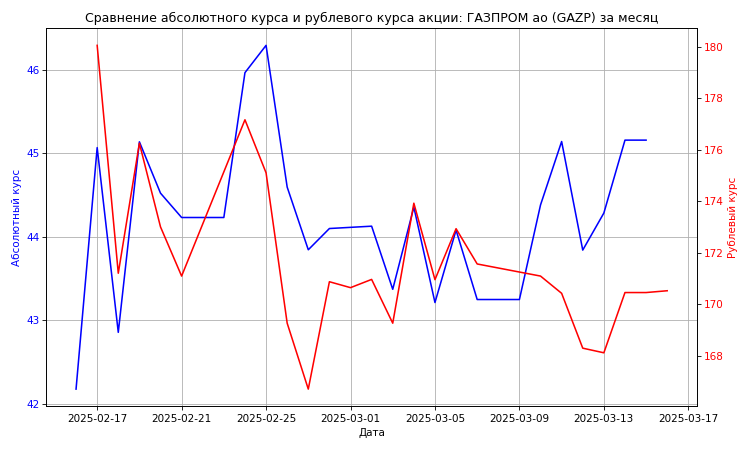 Сравнение абсолютного курса и рублевого курса акции: ГАЗПРОМ ао (GAZP) за месяц
Абсолютный курс
46
45
44
43
42
180
178
176
174
172
170
168
Рублевый курс
2025-02-17 2025-02-21 2025-02-25 2025-03-01 2025-03-05 2025-03-09 2025-03-13 2025-03-17
Дата